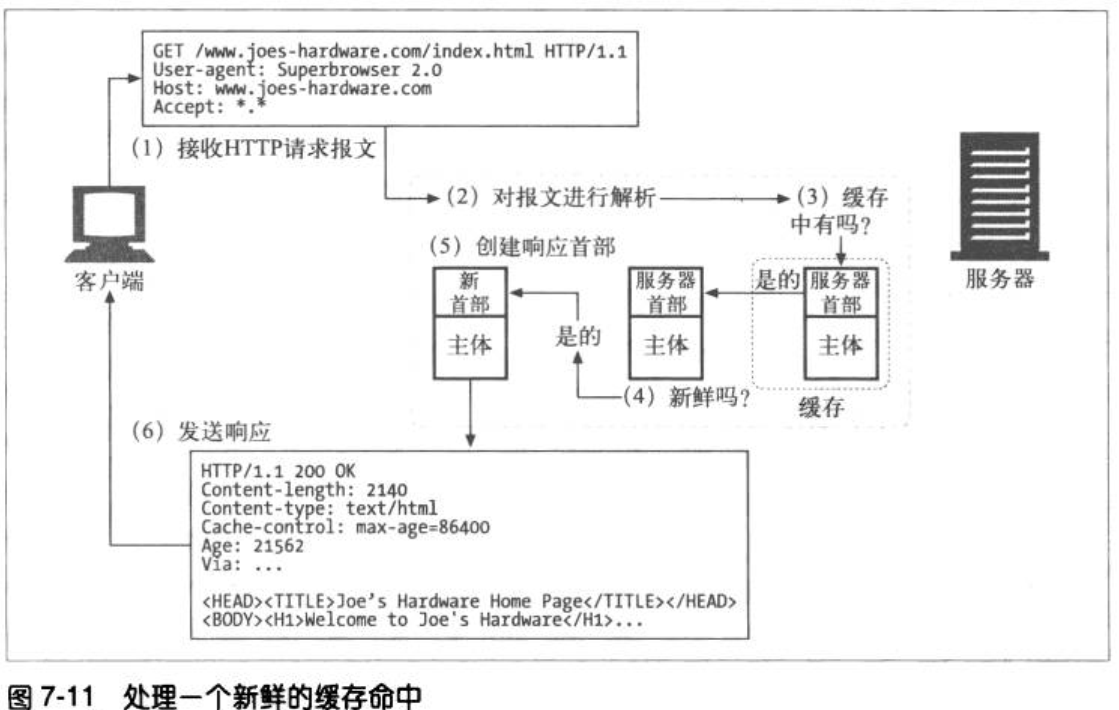 GET /www.joes-hardware.com/index.html HTTP/1.1
User-agent: Superbrowser 2.0
Host: www.joes-hardware.com
Accept: *.*
(1) 接收HTTP请求报文
(2) 对报文进行解析
(3) 缓存
中有吗?
(5) 创建响应首部
客户端
新
首部
主体
是的
服务器
首部
主体
是的
服务器
首部
主体
服务器
(4) 新鲜吗?
缓存
(6) 发送响应
HTTP/1.1 200 OK
Content-length: 2140
Content-type: text/html
Cache-control: max-age=86400
Age: 21562
Via: ...
<HEAD><TITLE>Joe's Hardware Home Page</TITLE></HEAD>
<BODY><H1>Welcome to Joe's Hardware</H1>...
图 7-11 处理一个新鲜的缓存命中